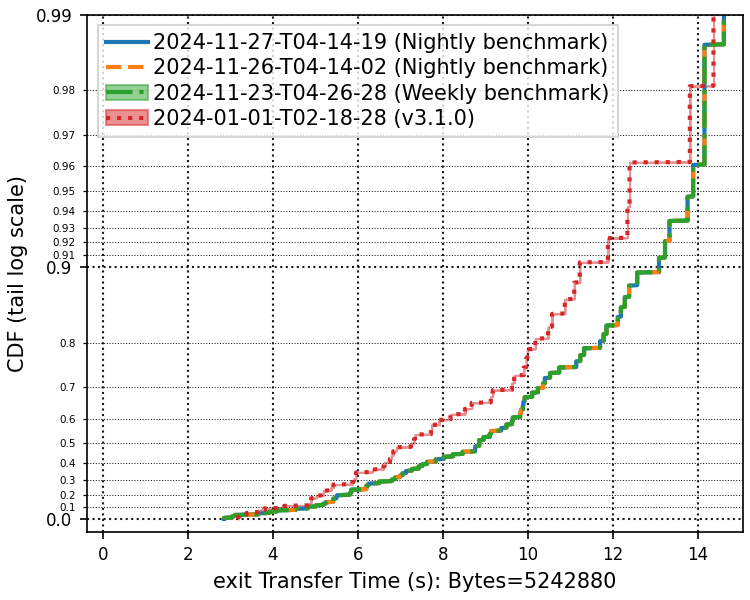 0.99
2024-11-27-T04-14-19 (Nightly benchmark)
2024-11-26-T04-14-02 (Nightly benchmark)
2024-11-23-T04-26-28 (Weekly benchmark)
2024-01-01-T02-18-28 (v3.1.0)
0.98
0.97
0.96
0.95
0.94
0.93
0.92
0.91
0.9
0.8
0.7
0.6
0.5
0.4
0.3
0.2
0.1
0.0
CDF (tail log scale)
0 2 4 6 8 10 12 14
exit Transfer Time (s): Bytes=5242880